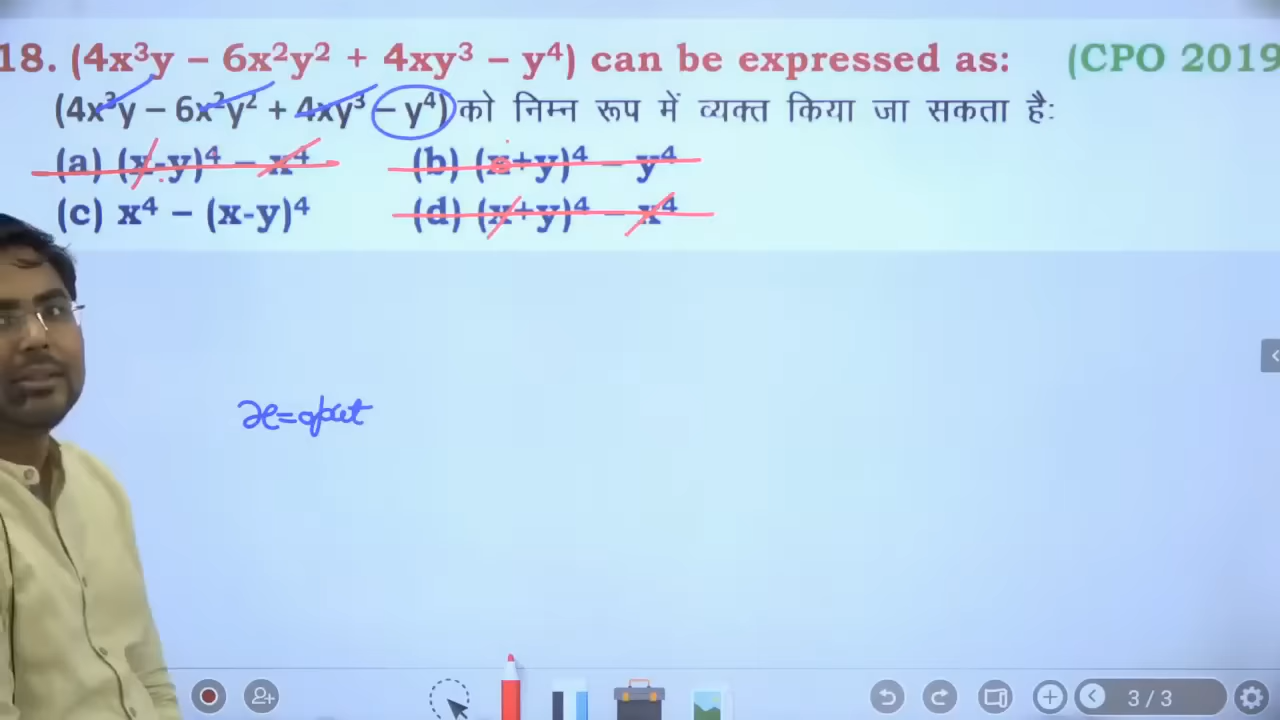 18. (4x³y – 6x²y² + 4xy³ – y⁴) can be expressed as: (CPO 2019
(4x³y – 6x²y² + 4xy³ – y⁴) को निम्न रूप में व्यक्त किया जा सकता है:
(a) (x-y)⁴ – x⁴ (b) (x+y)⁴ – y⁴
(c) x⁴ – (x-y)⁴ (d) (x+y)⁴ – x⁴
3 / 3